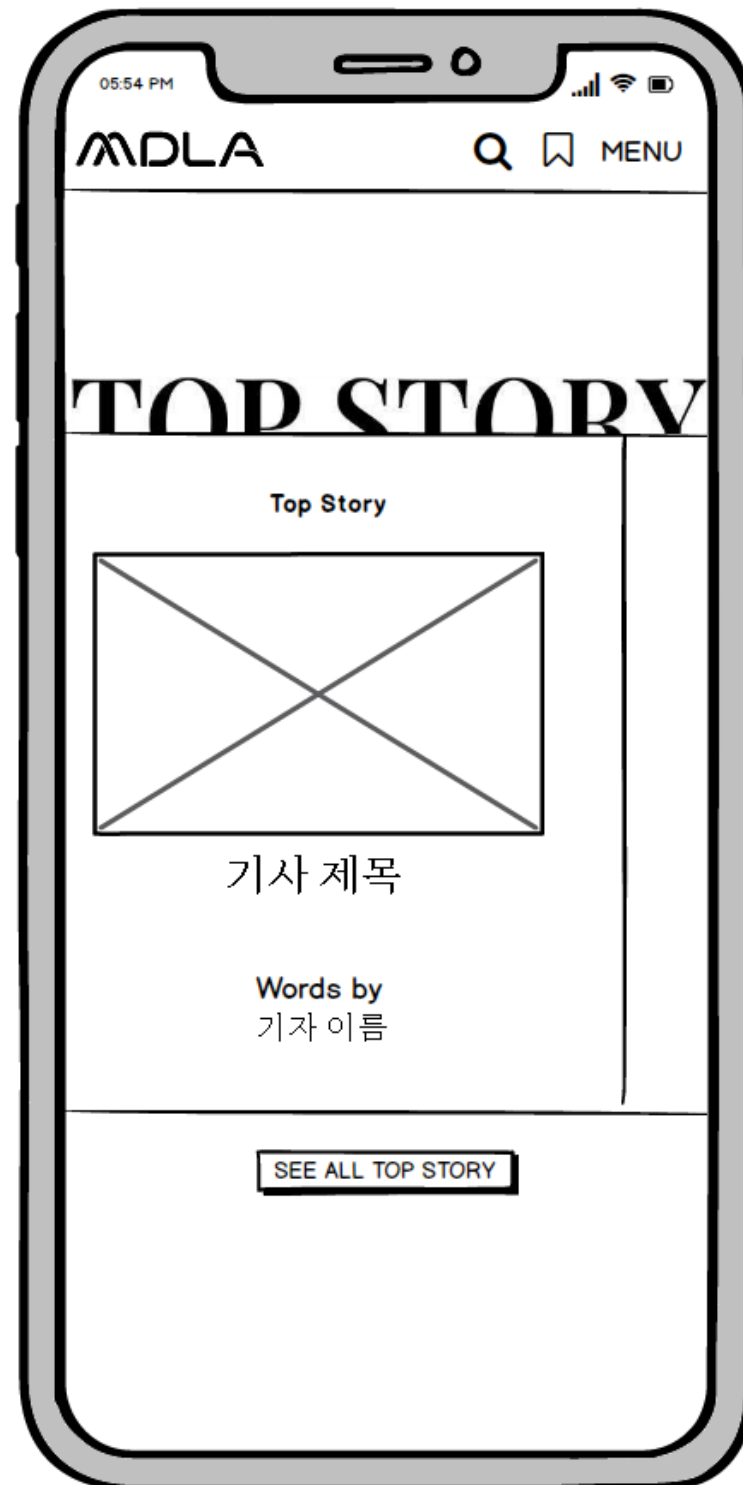 05:54 PM
MDLA
MENU
TOP STORY
Top Story
기사 제목
Words by
기자 이름
SEE ALL TOP STORY